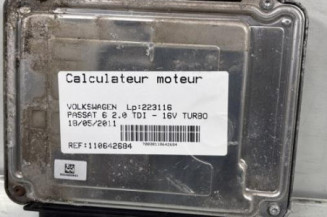 Calculateur moteur
VOLKSWAGEN Lp:223116
PASSAT 6 2.0 TDI - 16V TURBO
18/05/2011
REF:110642684